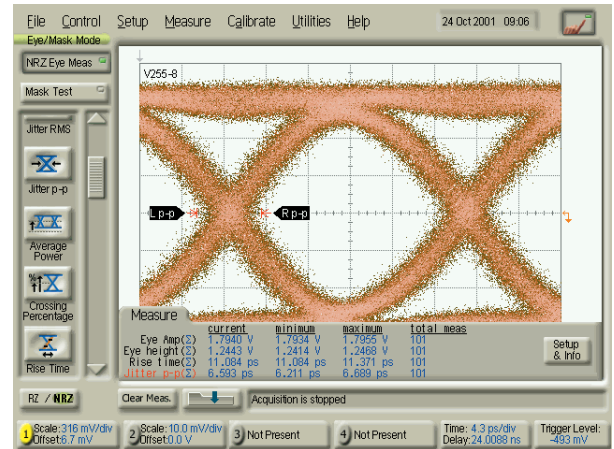 File Control Setup Measure Calibrate Utilities Help 24 Oct 2001 09:06
Eye/Mask Mode
NRZ Eye Meas
Mask Test
Jitter RMS
Jitter p-p
Average
Power
Crossing
Percentage
Rise Time
V255-8
L p-p R p-p
Measure
current minimum maximum total meas
Eye Amp(Σ) 1.7940 V 1.7934 V 1.7955 V 101
Eye height(Σ) 1.2443 V 1.2414 V 1.2468 V 101
Rise time(Σ) 11.084 ps 11.084 ps 11.371 ps 101
Jitter p-p(Σ) 6.593 ps 6.211 ps 6.689 ps 101
Setup
& Info
RZ / NRZ
Clear Meas. Acquisition is stopped
1 Scale:316 mV/div
Offset:6.7 mV
2 Scale:10.0 mV/div
Offset:0.0 V
3 Not Present
4 Not Present
Time: 4.3 ps/div
Delay:24.0088 ns
Trigger Level:
-493 mV